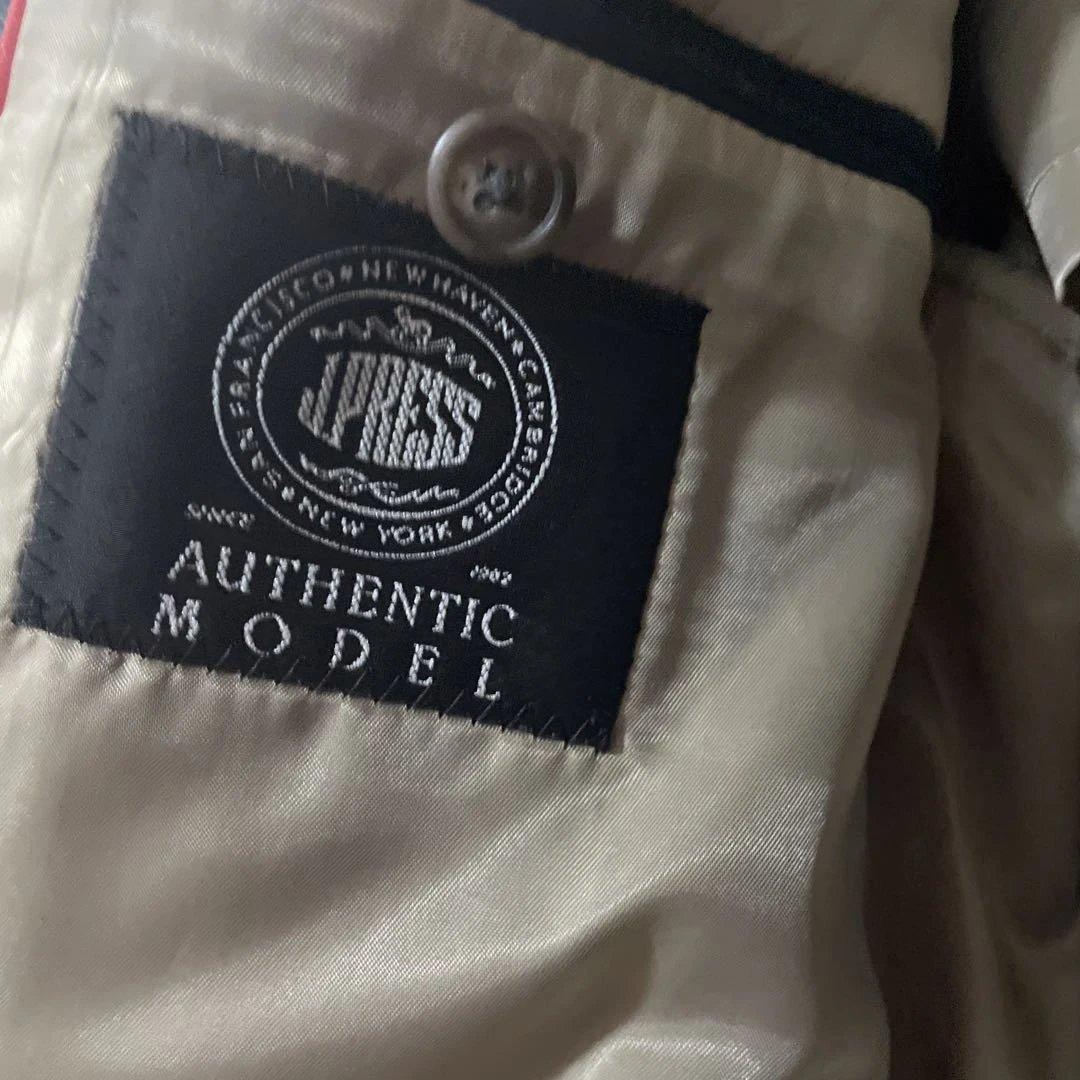 SAN FRANCISCO * NEW HAVEN * CAMBRIDGE * NEW YORK *
J.PRESS
SINCE 1902
AUTHENTIC
MODEL